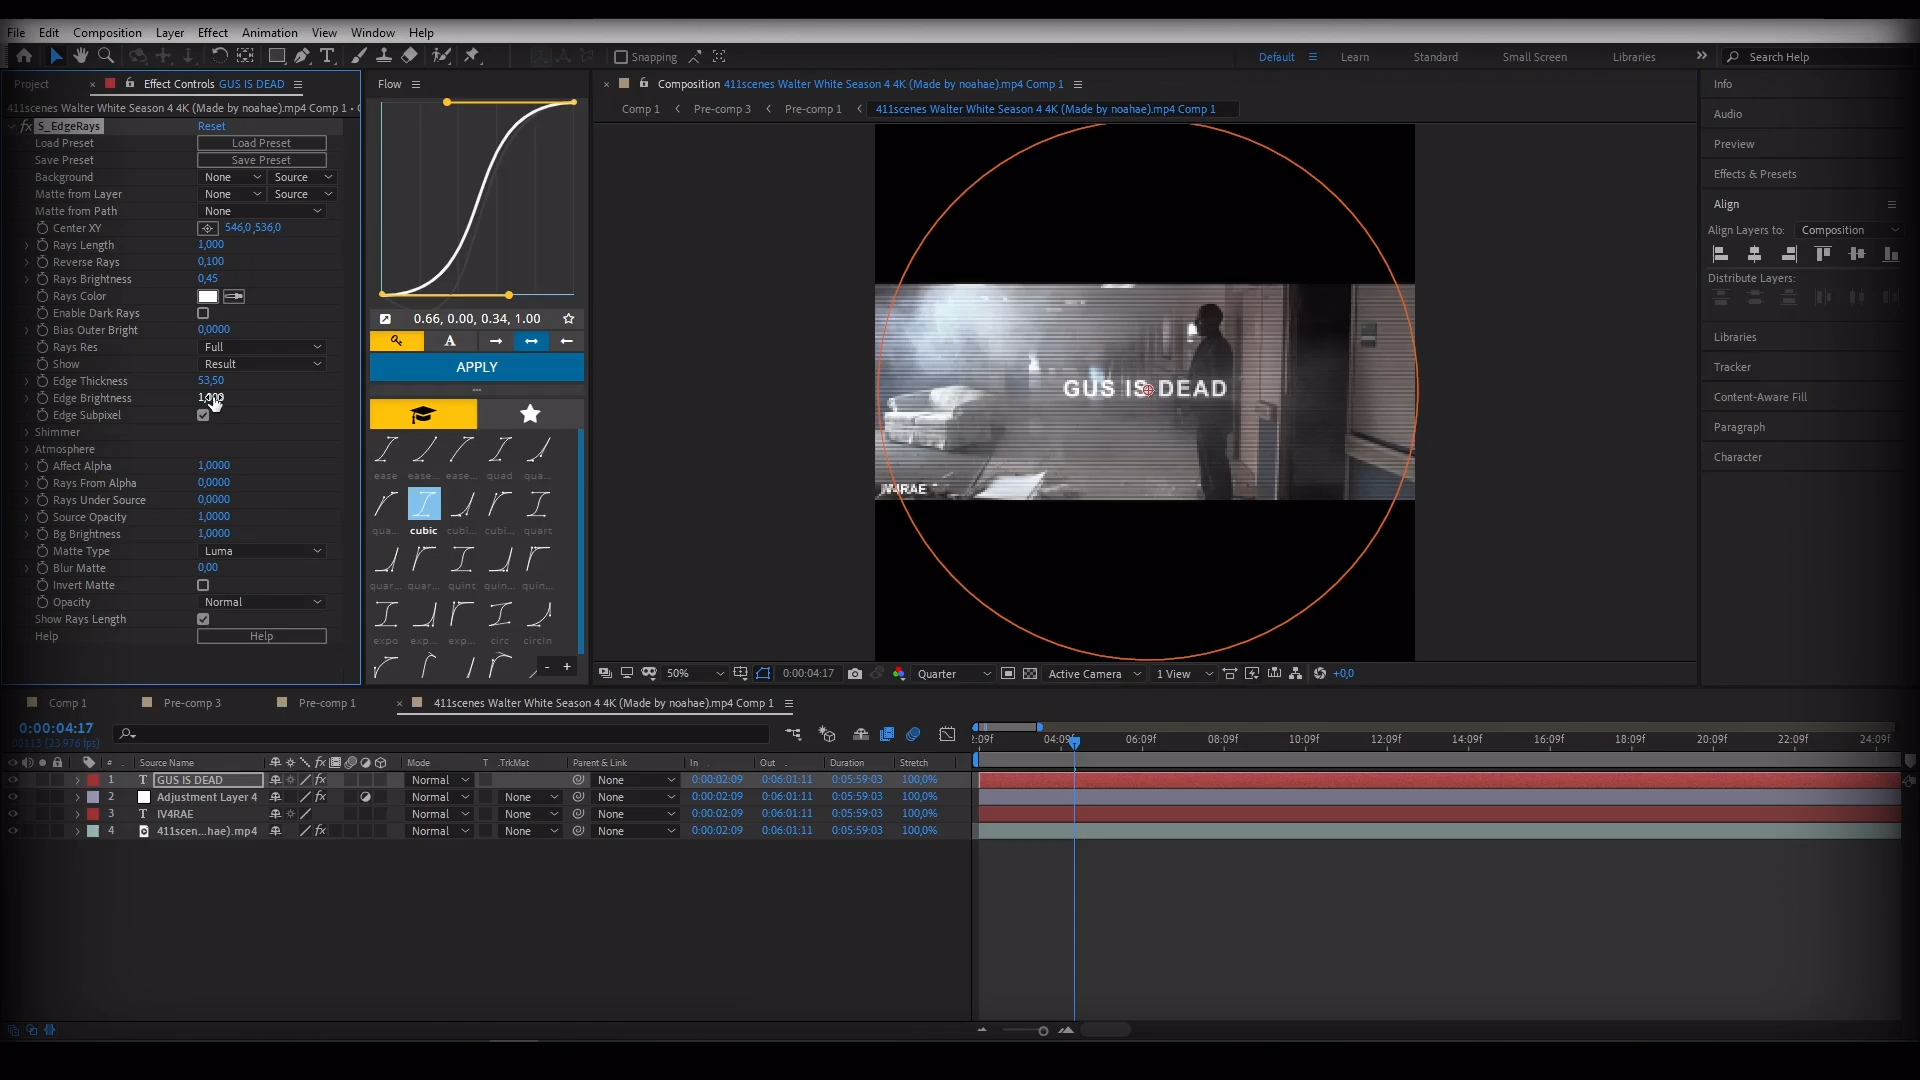 File Edit Composition Layer Effect Animation View Window Help
Snapping
Default Learn Standard Small Screen Libraries Search Help
Project Effect Controls GUS IS DEAD
411scenes Walter White Season 4 4K (Made by noahae).mp4 Comp 1
fx S_EdgeRays Reset
Load Preset Load Preset
Save Preset Save Preset
Background None Source
Matte from Layer None Source
Matte from Path None
Center XY 546,0 ,536,0
Rays Length 1,000
Reverse Rays 0,100
Rays Brightness 0,45
Rays Color
Enable Dark Rays
Bias Outer Bright 0,0000
Rays Res Full
Show Result
Edge Thickness 53,50
Edge Brightness
Edge Subpixel
Shimmer
Atmosphere
Affect Alpha 1,0000
Rays From Alpha 0,0000
Rays Under Source 0,0000
Source Opacity 1,0000
Bg Brightness 1,0000
Matte Type Luma
Blur Matte 0,00
Invert Matte
Opacity Normal
Show Rays Length
Help Help
Flow
0.66, 0.00, 0.34, 1.00
A
APPLY
ease ease... ease... quad qua...
qua... cubic cubi... cubi... quart
quar... quar... quint quin... quin...
expo exp... exp... circ circIn
- +
Composition 411scenes Walter White Season 4 4K (Made by noahae).mp4 Comp 1
Comp 1 Pre-comp 3 Pre-comp 1 411scenes Walter White Season 4 4K (Made by noahae).mp4 Comp 1
GUS IS DEAD
IV4RAE
50% 0:00:04:17 Quarter Active Camera 1 View +0,0
Info
Audio
Preview
Effects & Presets
Align
Align Layers to: Composition
Distribute Layers:
Libraries
Tracker
Content-Aware Fill
Paragraph
Character
Comp 1 Pre-comp 3 Pre-comp 1 411scenes Walter White Season 4 4K (Made by noahae).mp4 Comp 1
0:00:04:17
00113 (23.976 fps)
2:09f 04:09f 06:09f 08:09f 10:09f 12:09f 14:09f 16:09f 18:09f 20:09f 22:09f 24:09f
# Source Name fx Mode T .TrkMat Parent & Link In Out Duration Stretch
1 T GUS IS DEAD fx Normal None 0:00:02:09 0:06:01:11 0:05:59:03 100,0%
2 Adjustment Layer 4 fx Normal None None 0:00:02:09 0:06:01:11 0:05:59:03 100,0%
3 T IV4RAE Normal None None 0:00:02:09 0:06:01:11 0:05:59:03 100,0%
4 411scen...hae).mp4 fx Normal None None 0:00:02:09 0:06:01:11 0:05:59:03 100,0%